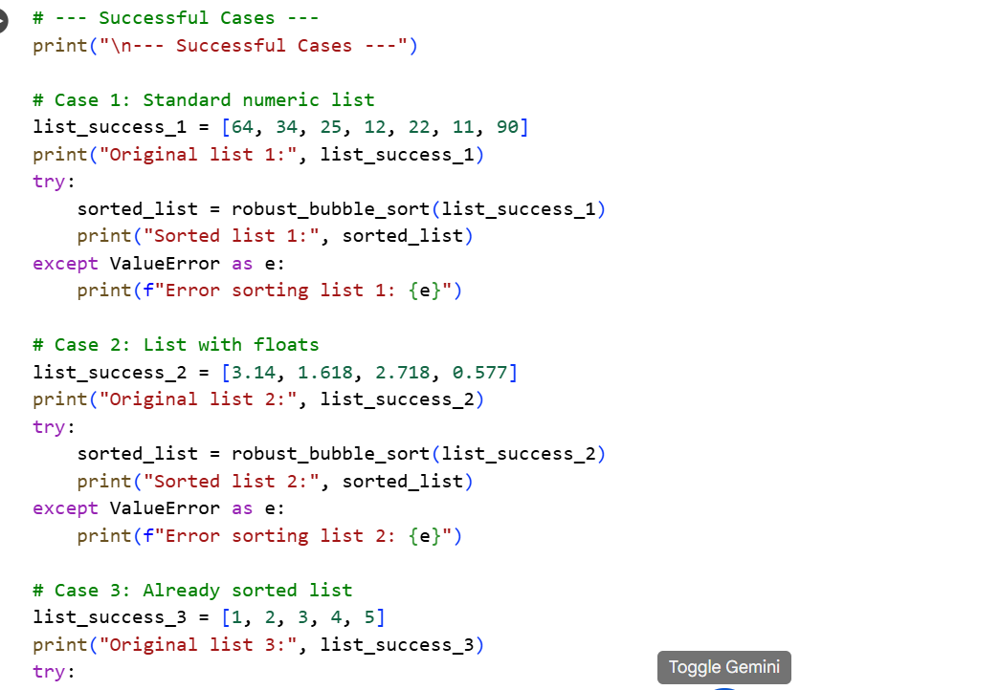 # --- Successful Cases ---
print("\n--- Successful Cases ---")

# Case 1: Standard numeric list
list_success_1 = [64, 34, 25, 12, 22, 11, 90]
print("Original list 1:", list_success_1)
try:
    sorted_list = robust_bubble_sort(list_success_1)
    print("Sorted list 1:", sorted_list)
except ValueError as e:
    print(f"Error sorting list 1: {e}")

# Case 2: List with floats
list_success_2 = [3.14, 1.618, 2.718, 0.577]
print("Original list 2:", list_success_2)
try:
    sorted_list = robust_bubble_sort(list_success_2)
    print("Sorted list 2:", sorted_list)
except ValueError as e:
    print(f"Error sorting list 2: {e}")

# Case 3: Already sorted list
list_success_3 = [1, 2, 3, 4, 5]
print("Original list 3:", list_success_3)
try:
Toggle Gemini